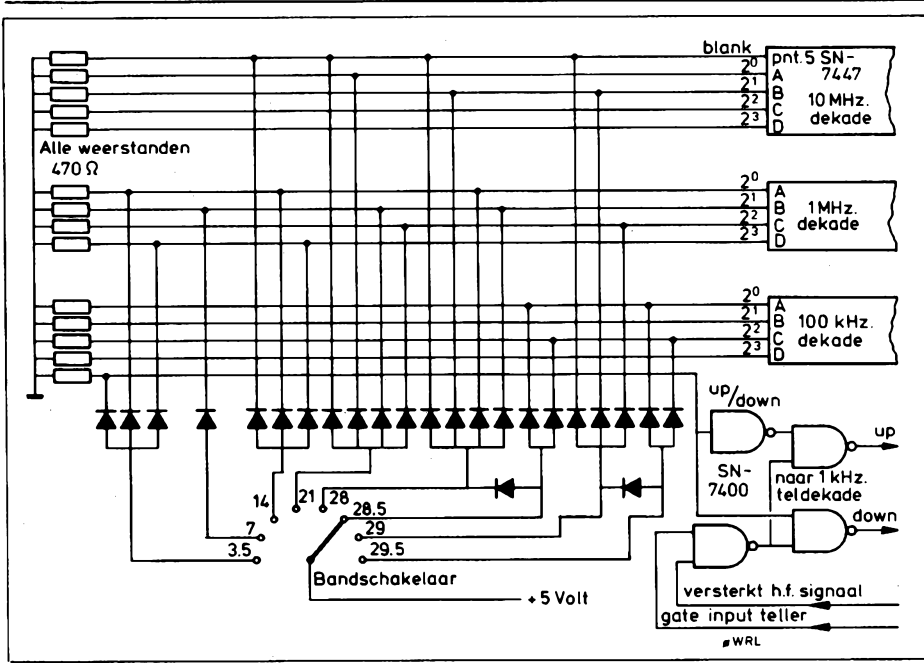 blank
2⁰
2¹
2²
2³
pnt.5 SN-
7447
A
B
C
D
10 MHz.
dekade
Alle weerstanden
470 Ω
2⁰
2¹
2²
2³
A
B
C
D
1 MHz.
dekade
2⁰
2¹
2²
2³
A
B
C
D
100 kHz.
dekade
up/down
SN-
7400
up
naar 1 kHz.
teldekade
down
14
21
28
28.5
7
29
3.5
29.5
Bandschakelaar
+ 5 Volt
versterkt h.f. signaal
gate input teller
WRL